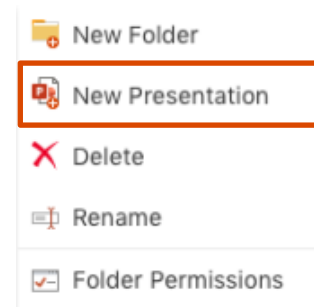 New Folder
New Presentation
Delete
Rename
Folder Permissions